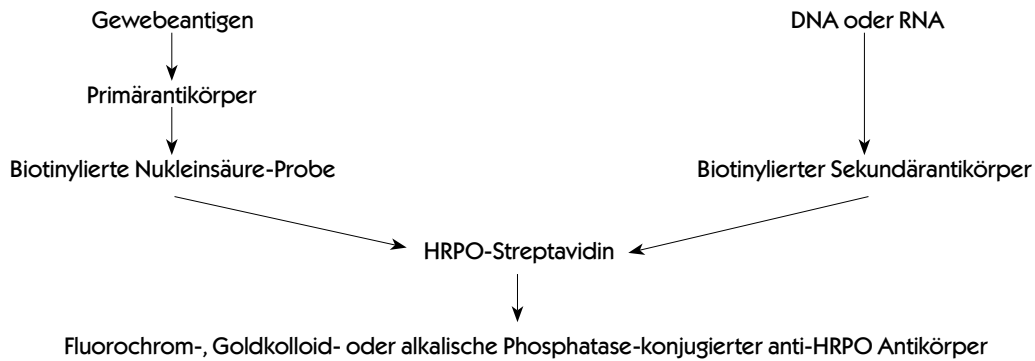 Gewebeantigen
DNA oder RNA
Primärantikörper
Biotinylierte Nukleinsäure-Probe
Biotinylierter Sekundärantikörper
HRPO-Streptavidin
Fluorochrom-, Goldkolloid- oder alkalische Phosphatase-konjugierter anti-HRPO Antikörper